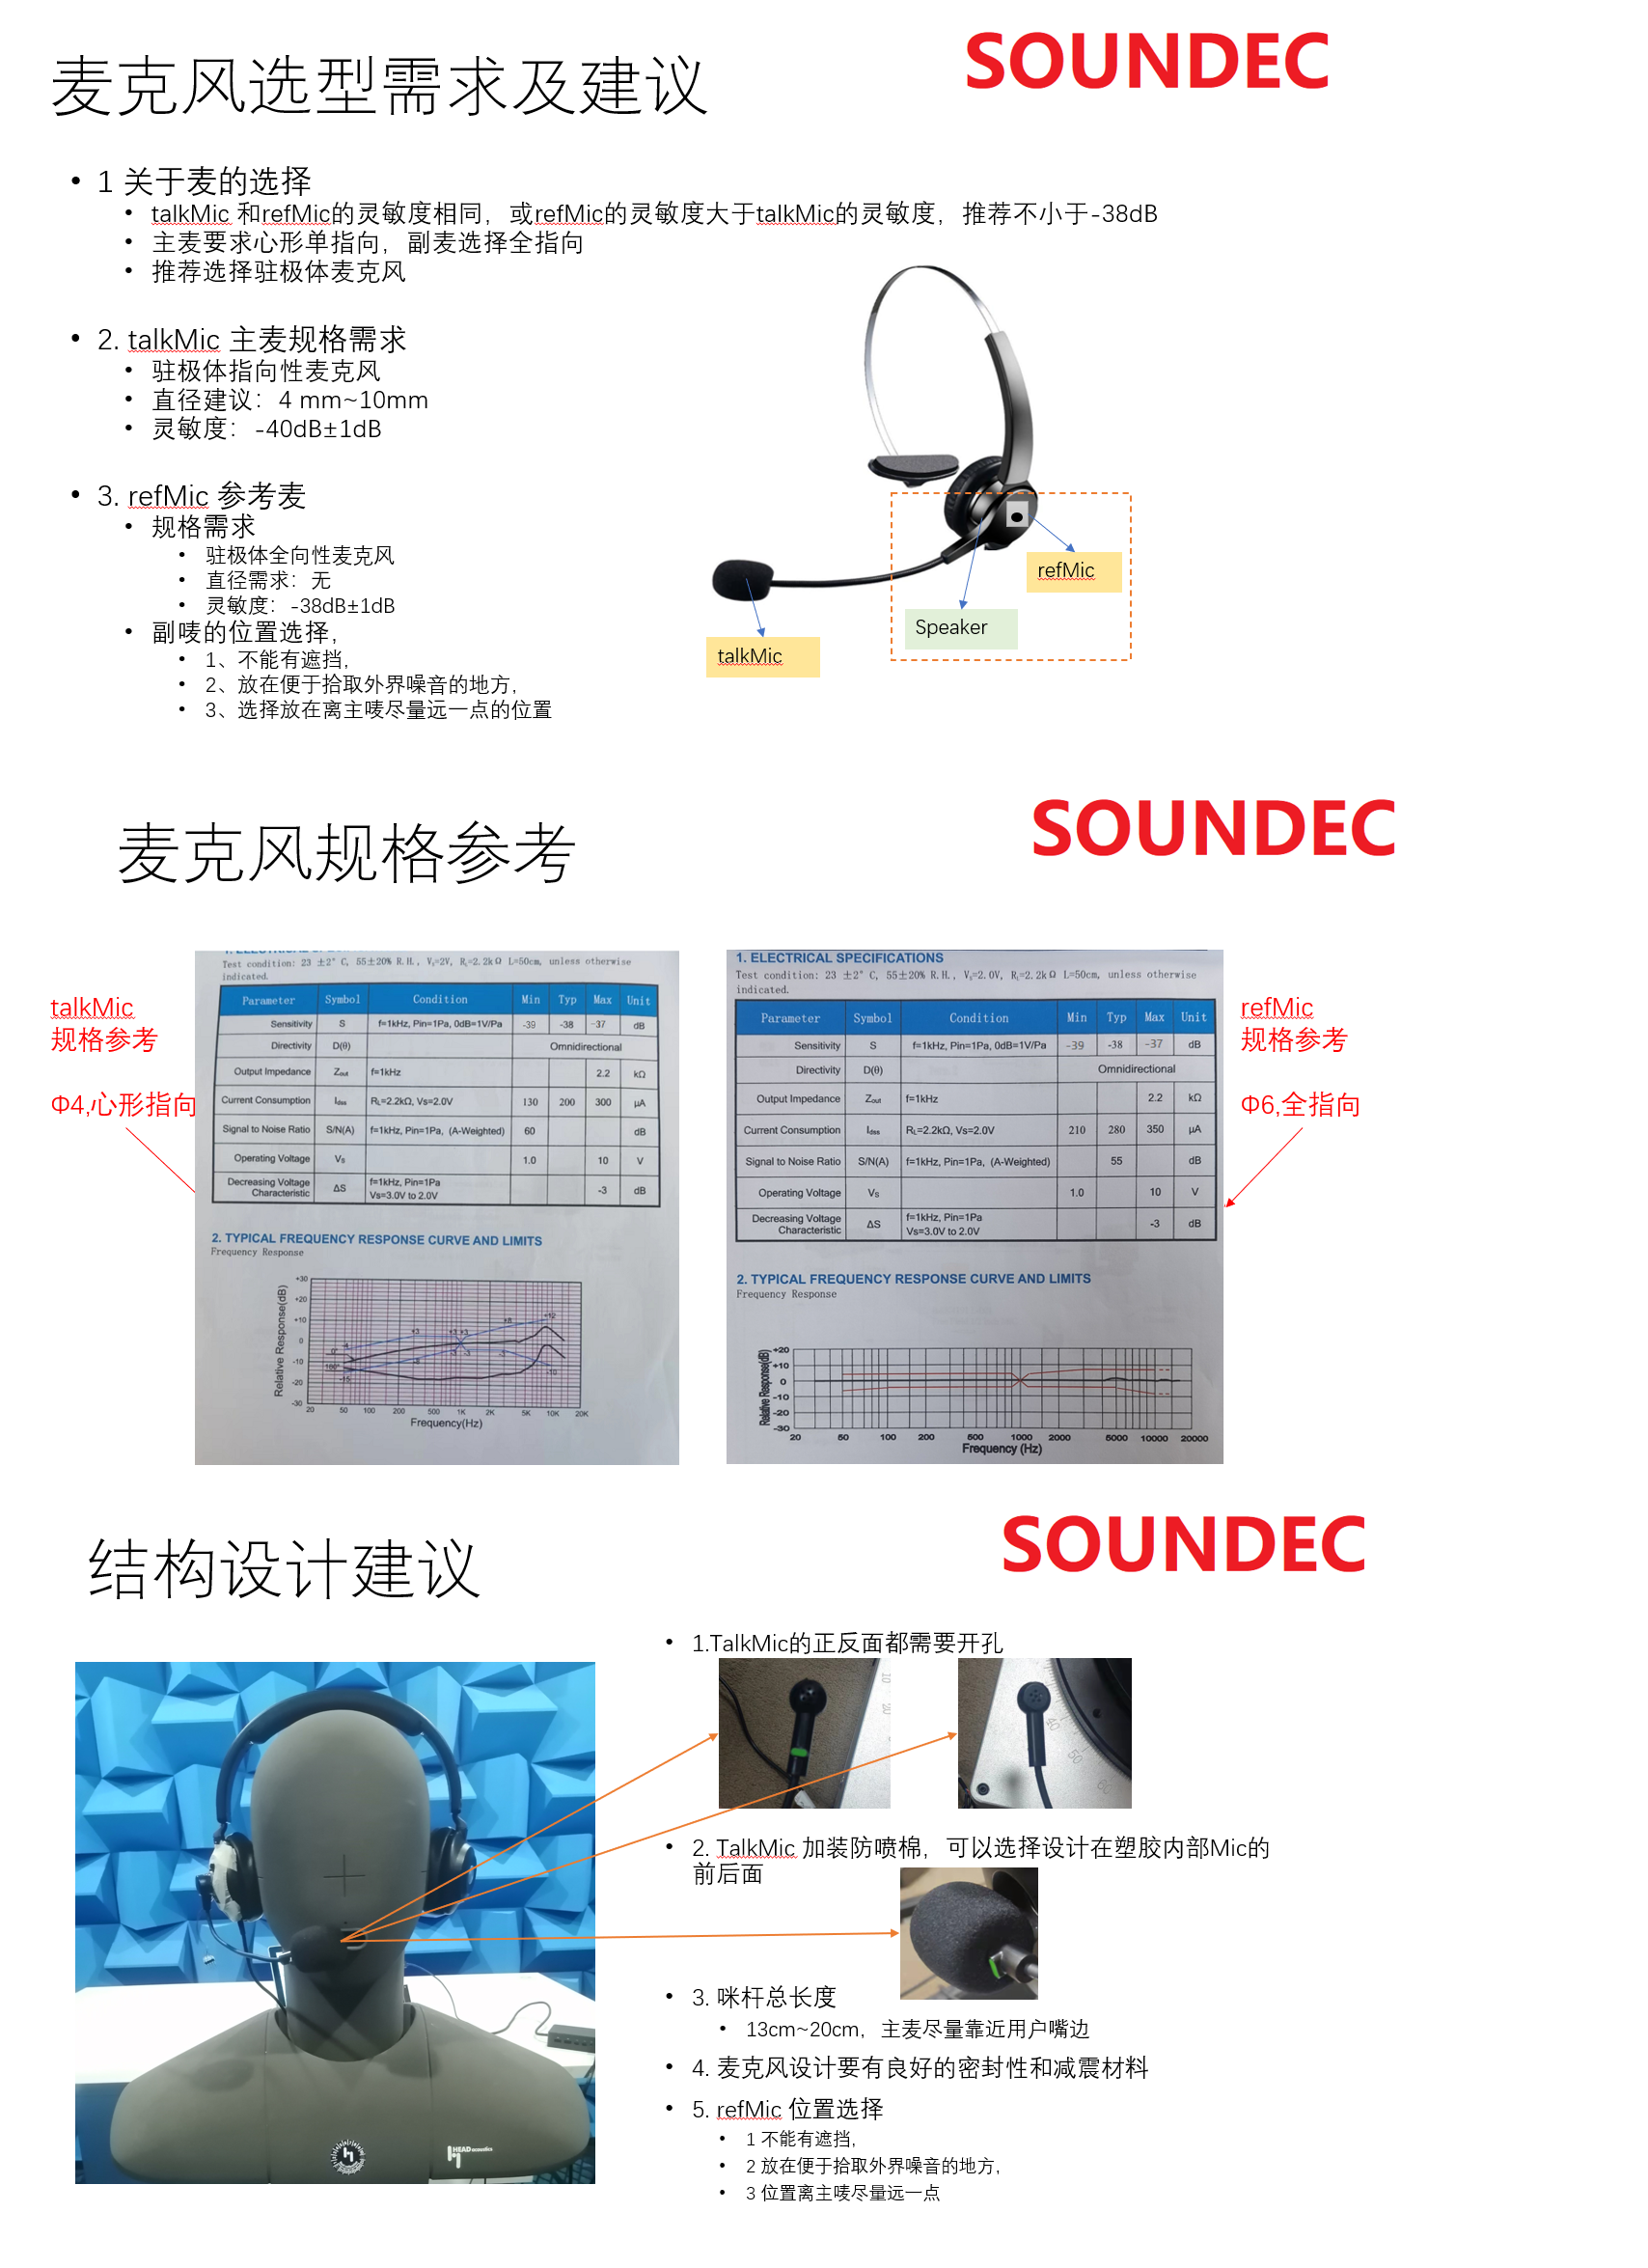 麦克风选型需求及建议
SOUNDEC
• 1 关于麦的选择
• talkMic 和refMic的灵敏度相同，或refMic的灵敏度大于talkMic的灵敏度，推荐不小于-38dB
• 主麦要求心形单指向，副麦选择全指向
• 推荐选择驻极体麦克风
• 2. talkMic 主麦规格需求
• 驻极体指向性麦克风
• 直径建议：4 mm~10mm
• 灵敏度：-40dB±1dB
• 3. refMic 参考麦
• 规格需求
• 驻极体全向性麦克风
• 直径需求：无
• 灵敏度：-38dB±1dB
• 副唛的位置选择，
• 1、不能有遮挡，
• 2、放在便于拾取外界噪音的地方，
• 3、选择放在离主唛尽量远一点的位置
refMic
Speaker
talkMic
麦克风规格参考
SOUNDEC
talkMic
规格参考
Φ4,心形指向
Test condition: 23 ±2° C, 55±20% R.H., Vs=2V, RL=2.2kΩ L=50cm, unless otherwise
indicated.
Parameter Symbol Condition Min Typ Max Unit
Sensitivity S f=1kHz, Pin=1Pa, 0dB=1V/Pa -39 -38 -37 dB
Directivity D(θ) Omnidirectional
Output Impedance Zout f=1kHz 2.2 kΩ
Current Consumption Idss RL=2.2kΩ, Vs=2.0V 130 200 300 μA
Signal to Noise Ratio S/N(A) f=1kHz, Pin=1Pa, (A-Weighted) 60 dB
Operating Voltage Vs 1.0 10 V
Decreasing Voltage Characteristic ΔS f=1kHz, Pin=1Pa Vs=3.0V to 2.0V -3 dB
2. TYPICAL FREQUENCY RESPONSE CURVE AND LIMITS
Frequency Response
Relative Response(dB)
+30
+20
+10
0
-10
-20
-30
20 50 100 200 500 1K 2K 5K 10K 20K
Frequency(Hz)
1. ELECTRICAL SPECIFICATIONS
Test condition: 23 ±2° C, 55±20% R.H., Vs=2.0V, RL=2.2kΩ L=50cm, unless otherwise
indicated.
Parameter Symbol Condition Min Typ Max Unit
Sensitivity S f=1kHz, Pin=1Pa, 0dB=1V/Pa -39 -38 -37 dB
Directivity D(θ) Omnidirectional
Output Impedance Zout f=1kHz 2.2 kΩ
Current Consumption Idss RL=2.2kΩ, Vs=2.0V 210 280 350 μA
Signal to Noise Ratio S/N(A) f=1kHz, Pin=1Pa, (A-Weighted) 55 dB
Operating Voltage Vs 1.0 10 V
Decreasing Voltage Characteristic ΔS f=1kHz, Pin=1Pa Vs=3.0V to 2.0V -3 dB
2. TYPICAL FREQUENCY RESPONSE CURVE AND LIMITS
Frequency Response
Relative Response(dB)
+20
+10
0
-10
-20
-30
20 50 100 200 500 1000 2000 5000 10000 20000
Frequency (Hz)
refMic
规格参考
Φ6,全指向
结构设计建议
SOUNDEC
• 1.TalkMic的正反面都需要开孔
• 2. TalkMic 加装防喷棉，可以选择设计在塑胶内部Mic的
前后面
• 3. 咪杆总长度
• 13cm~20cm，主麦尽量靠近用户嘴边
• 4. 麦克风设计要有良好的密封性和减震材料
• 5. refMic 位置选择
• 1 不能有遮挡，
• 2 放在便于拾取外界噪音的地方，
• 3 位置离主唛尽量远一点
HEAD acoustics